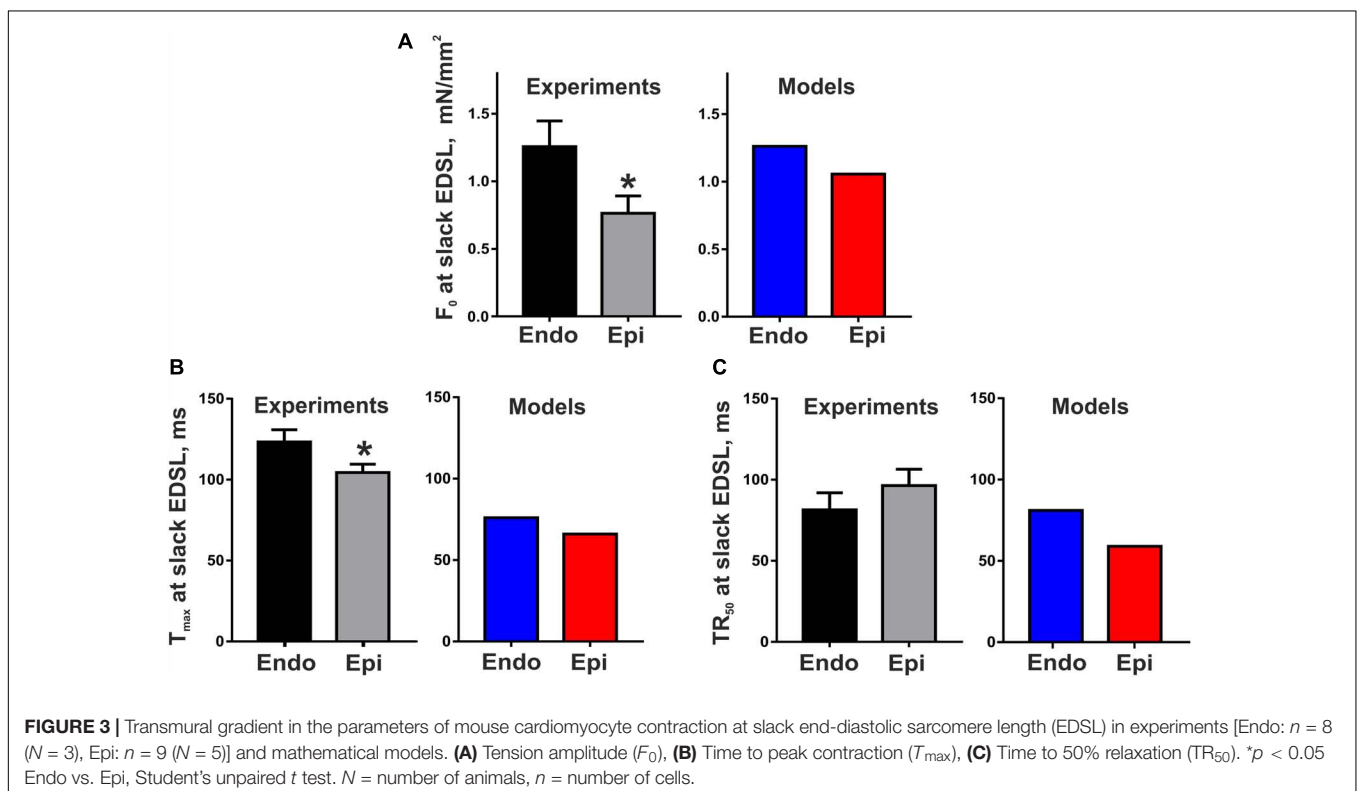 A
F₀ at slack EDSL, mN/mm²
Experiments
1.5
1.0
0.5
0.0
*
Endo Epi
Models
1.5
1.0
0.5
0.0
Endo Epi
B
Tmax at slack EDSL, ms
Experiments
150
100
50
0
*
Endo Epi
Models
150
100
50
0
Endo Epi
C
TR₅₀ at slack EDSL, ms
Experiments
150
100
50
0
Endo Epi
Models
150
100
50
0
Endo Epi
FIGURE 3 | Transmural gradient in the parameters of mouse cardiomyocyte contraction at slack end-diastolic sarcomere length (EDSL) in experiments [Endo: n = 8
(N = 3), Epi: n = 9 (N = 5)] and mathematical models. (A) Tension amplitude (F₀), (B) Time to peak contraction (Tmax), (C) Time to 50% relaxation (TR₅₀). *p < 0.05
Endo vs. Epi, Student's unpaired t test. N = number of animals, n = number of cells.